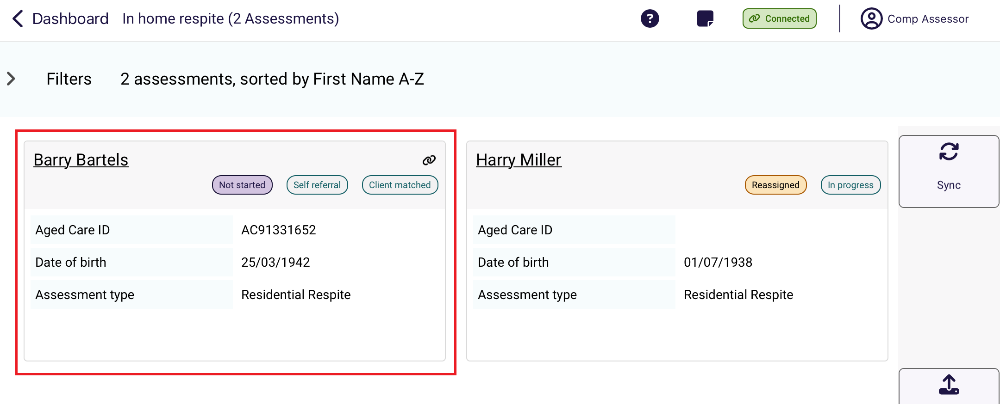 Dashboard In home respite (2 Assessments) ? Connected Comp Assessor
Filters 2 assessments, sorted by First Name A-Z
Barry Bartels
Not started Self referral Client matched
Aged Care ID AC91331652
Date of birth 25/03/1942
Assessment type Residential Respite
Harry Miller
Reassigned In progress
Aged Care ID
Date of birth 01/07/1938
Assessment type Residential Respite
Sync